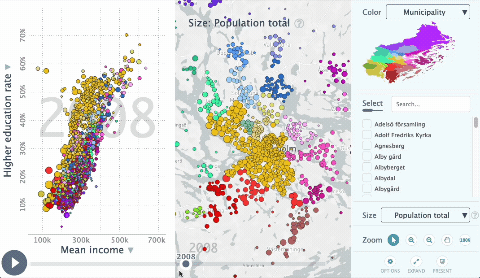 Higher education rate ▼
70%
60%
50%
40%
30%
20%
10%
2008
100k
300k
500k
700k
Mean income ▼
Size: Population total ?
2008
2008
Color
Municipality ▼
Select
Search...
Adelsö församling
Adolf Fredriks Kyrka
Agnesberg
Alby gård
Albyberget
Albydal
Albygård
Size
Population total ▼
?
Zoom
100%
OPTIONS
EXPAND
PRESENT